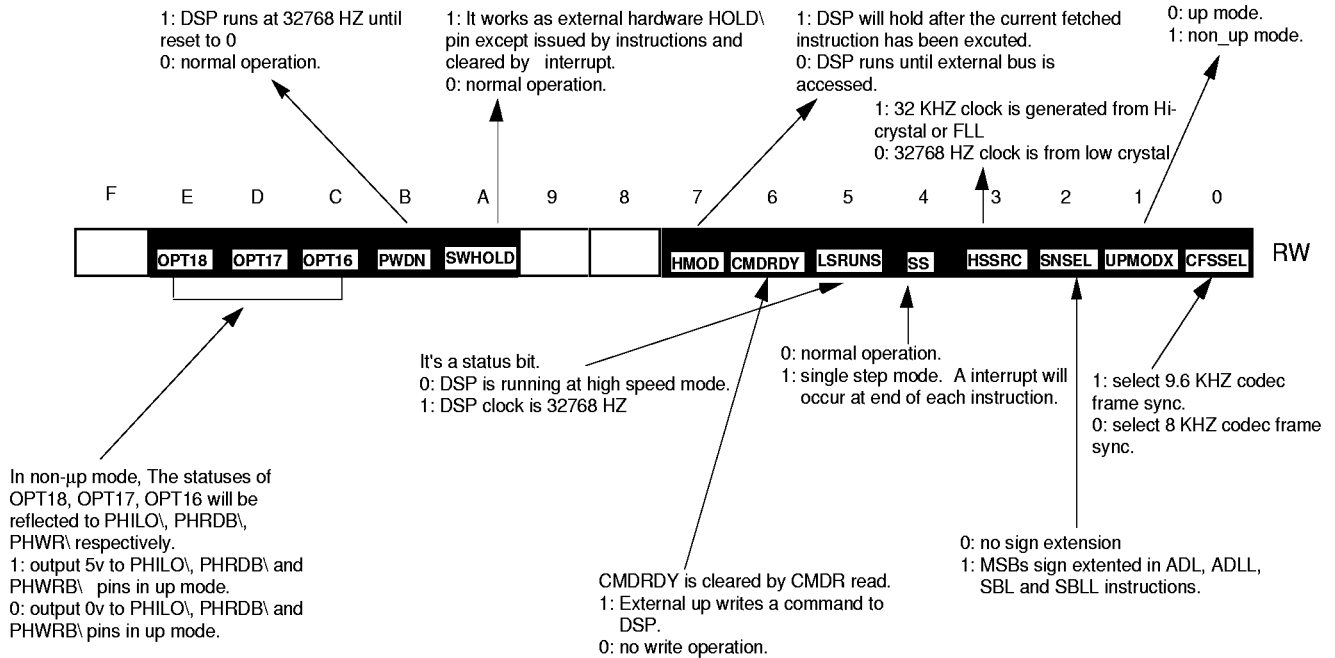 1: DSP runs at 32768 HZ until
reset to 0
0: normal operation.
1: It works as external hardware HOLD\
pin except issued by instructions and
cleared by interrupt.
0: normal operation.
1: DSP will hold after the current fetched
instruction has been excuted.
0: DSP runs until external bus is
accessed.
0: up mode.
1: non_up mode.
1: 32 KHZ clock is generated from Hi-
crystal or FLL
0: 32768 HZ clock is from low crystal
F E D C B A 9 8 7 6 5 4 3 2 1 0
OPT18 OPT17 OPT16 PWDN SWHOLD HMOD CMDRDY LSRUNS SS HSSRC SNSEL UPMODX CFSSEL RW
It's a status bit.
0: DSP is running at high speed mode.
1: DSP clock is 32768 HZ
0: normal operation.
1: single step mode. A interrupt will
occur at end of each instruction.
1: select 9.6 KHZ codec
frame sync.
0: select 8 KHZ codec frame
sync.
In non-µp mode, The statuses of
OPT18, OPT17, OPT16 will be
reflected to PHILO\, PHRDB\,
PHWR\ respectively.
1: output 5v to PHILO\, PHRDB\ and
PHWRB\ pins in up mode.
0: output 0v to PHILO\, PHRDB\ and
PHWRB\ pins in up mode.
CMDRDY is cleared by CMDR read.
1: External up writes a command to
DSP.
0: no write operation.
0: no sign extension
1: MSBs sign extented in ADL, ADLL,
SBL and SBLL instructions.